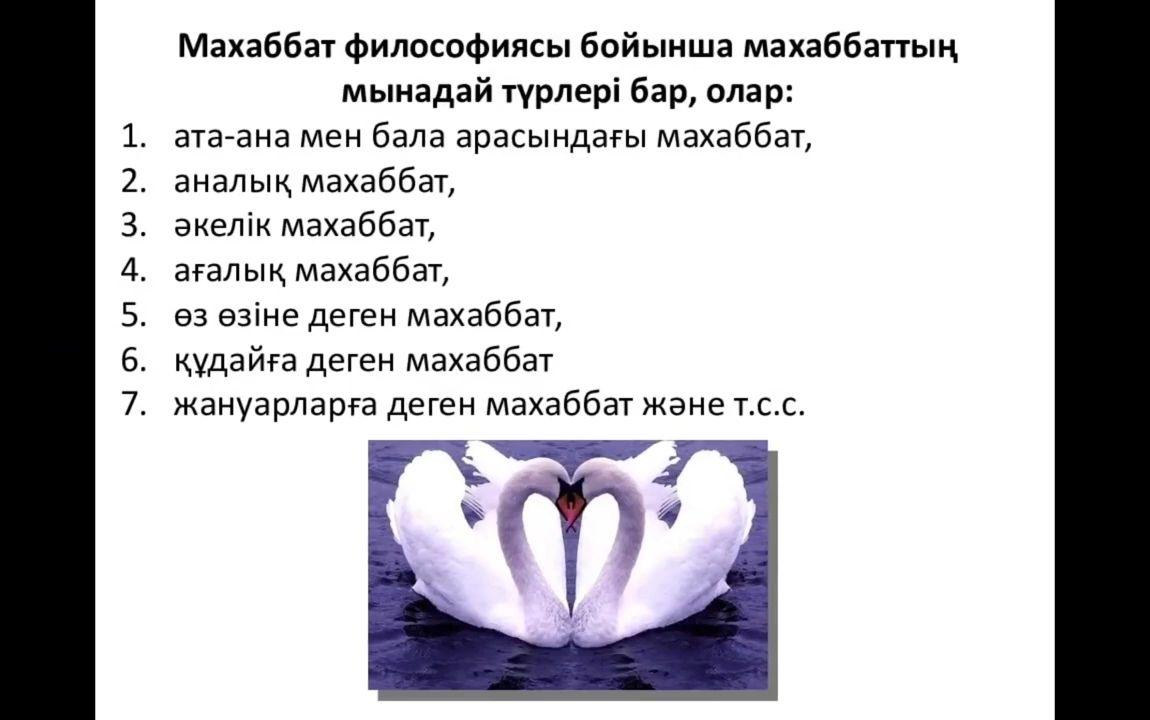 Махаббат философиясы бойынша махаббаттың
мынадай түрлері бар, олар:
1. ата-ана мен бала арасындағы махаббат,
2. аналық махаббат,
3. әкелік махаббат,
4. ағалық махаббат,
5. өз өзіне деген махаббат,
6. құдайға деген махаббат
7. жануарларға деген махаббат және т.с.с.